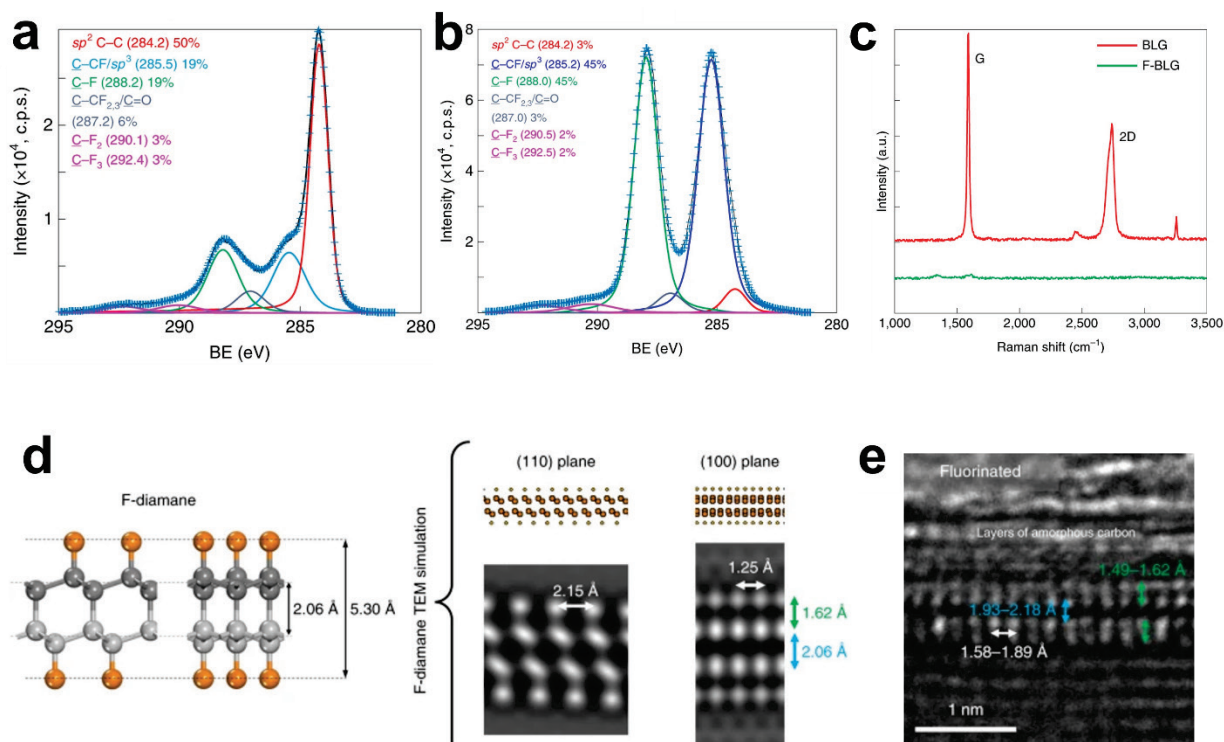 a
sp² C–C (284.2) 50%
C–CF/sp³ (285.5) 19%
C–F (288.2) 19%
C–CF₂,₃/C=O
(287.2) 6%
C–F₂ (290.1) 3%
C–F₃ (292.4) 3%
Intensity (×10⁴, c.p.s.)
2
1
295
290
285
280
BE (eV)
b
8
sp² C–C (284.2) 3%
C–CF/sp³ (285.2) 45%
C–F (288.0) 45%
C–CF₂,₃/C=O
(287.0) 3%
C–F₂ (290.5) 2%
C–F₃ (292.5) 2%
Intensity (×10⁴, c.p.s.)
6
4
2
295
290
285
280
BE (eV)
c
BLG
F-BLG
G
2D
Intensity (a.u.)
1,000
1,500
2,000
2,500
3,000
3,500
Raman shift (cm⁻¹)
d
F-diamane
2.06 Å
5.30 Å
F-diamane TEM simulation
(110) plane
(100) plane
2.15 Å
1.25 Å
1.62 Å
2.06 Å
e
Fluorinated
Layers of amorphous carbon
1.49–1.62 Å
1.93–2.18 Å
1.58–1.89 Å
1 nm